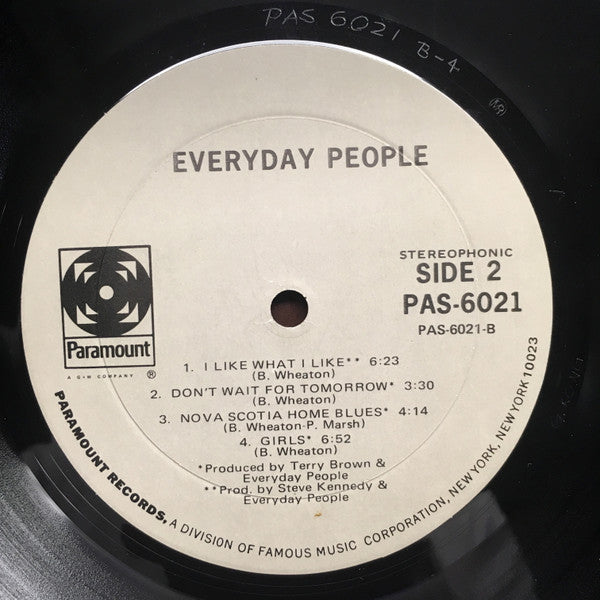 PAS 6021 B-4
MR
EVERYDAY PEOPLE
STEREOPHONIC
SIDE 2
PAS-6021
PAS-6021-B
Paramount
A G+W COMPANY ®
1. I LIKE WHAT I LIKE** 6:23
(B. Wheaton)
2. DON'T WAIT FOR TOMORROW* 3:30
(B. Wheaton)
3. NOVA SCOTIA HOME BLUES* 4:14
(B. Wheaton-P. Marsh)
4. GIRLS* 6:52
(B. Wheaton)
*Produced by Terry Brown &
Everyday People
**Prod. by Steve Kennedy &
Everyday People
PARAMOUNT RECORDS, A DIVISION OF FAMOUS MUSIC CORPORATION, NEW YORK, NEW YORK 10023